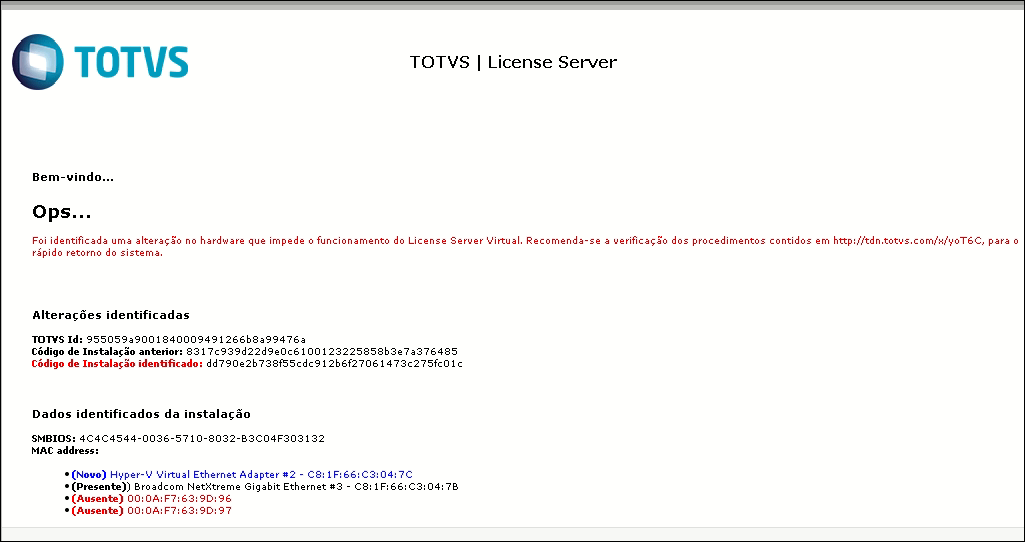 TOTVS
TOTVS | License Server
Bem-vindo...
Ops...
Foi identificada uma alteração no hardware que impede o funcionamento do License Server Virtual. Recomenda-se a verificação dos procedimentos contidos em http://tdn.totvs.com/x/yoT6C, para o
rápido retorno do sistema.
Alterações identificadas
TOTVS Id: 955059a9001840009491266b8a99476a
Código de Instalação anterior: 8317c939d22d9e0c6100123225858b3e7a376485
Código de Instalação identificado: dd790e2b738f55cdc912b6f27061473c275fc01c
Dados identificados da instalação
SMBIOS: 4C4C4544-0036-5710-8032-B3C04F303132
MAC address:
•(Novo) Hyper-V Virtual Ethernet Adapter #2 - C8:1F:66:C3:04:7C
•(Presente)) Broadcom NetXtreme Gigabit Ethernet #3 - C8:1F:66:C3:04:7B
•(Ausente) 00:0A:F7:63:9D:96
•(Ausente) 00:0A:F7:63:9D:97